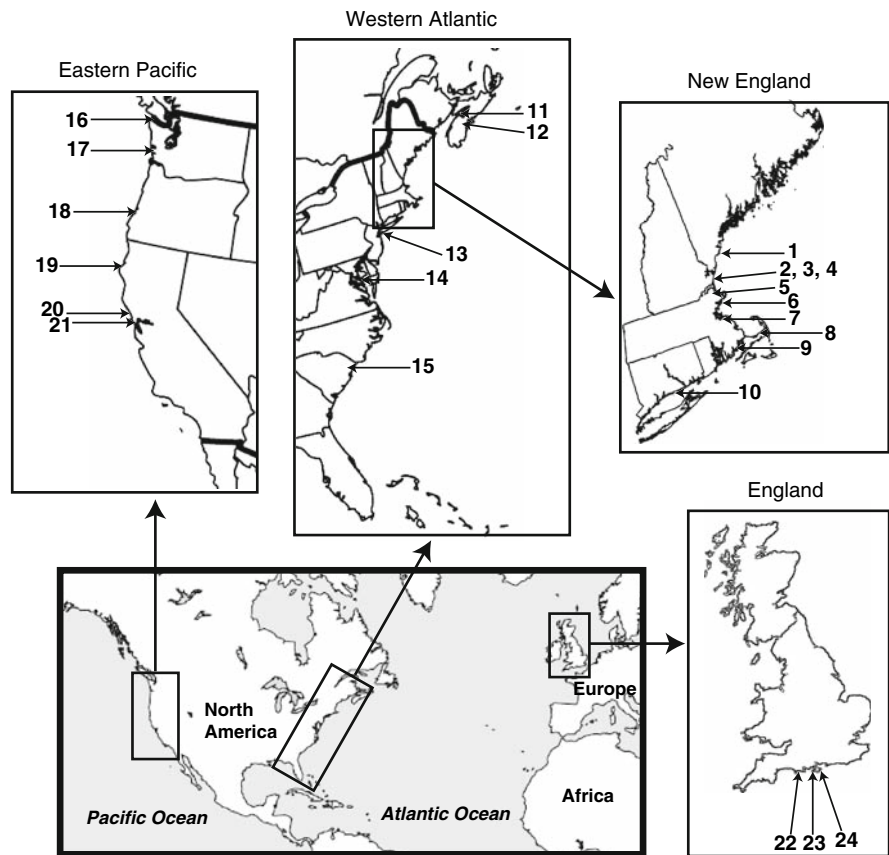 Western Atlantic
Eastern Pacific
New England
16
17
18
19
20
21
11
12
13
14
15
1
2, 3, 4
5
6
7
8
9
10
England
22 23 24
North
America
Europe
Africa
Pacific Ocean
Atlantic Ocean